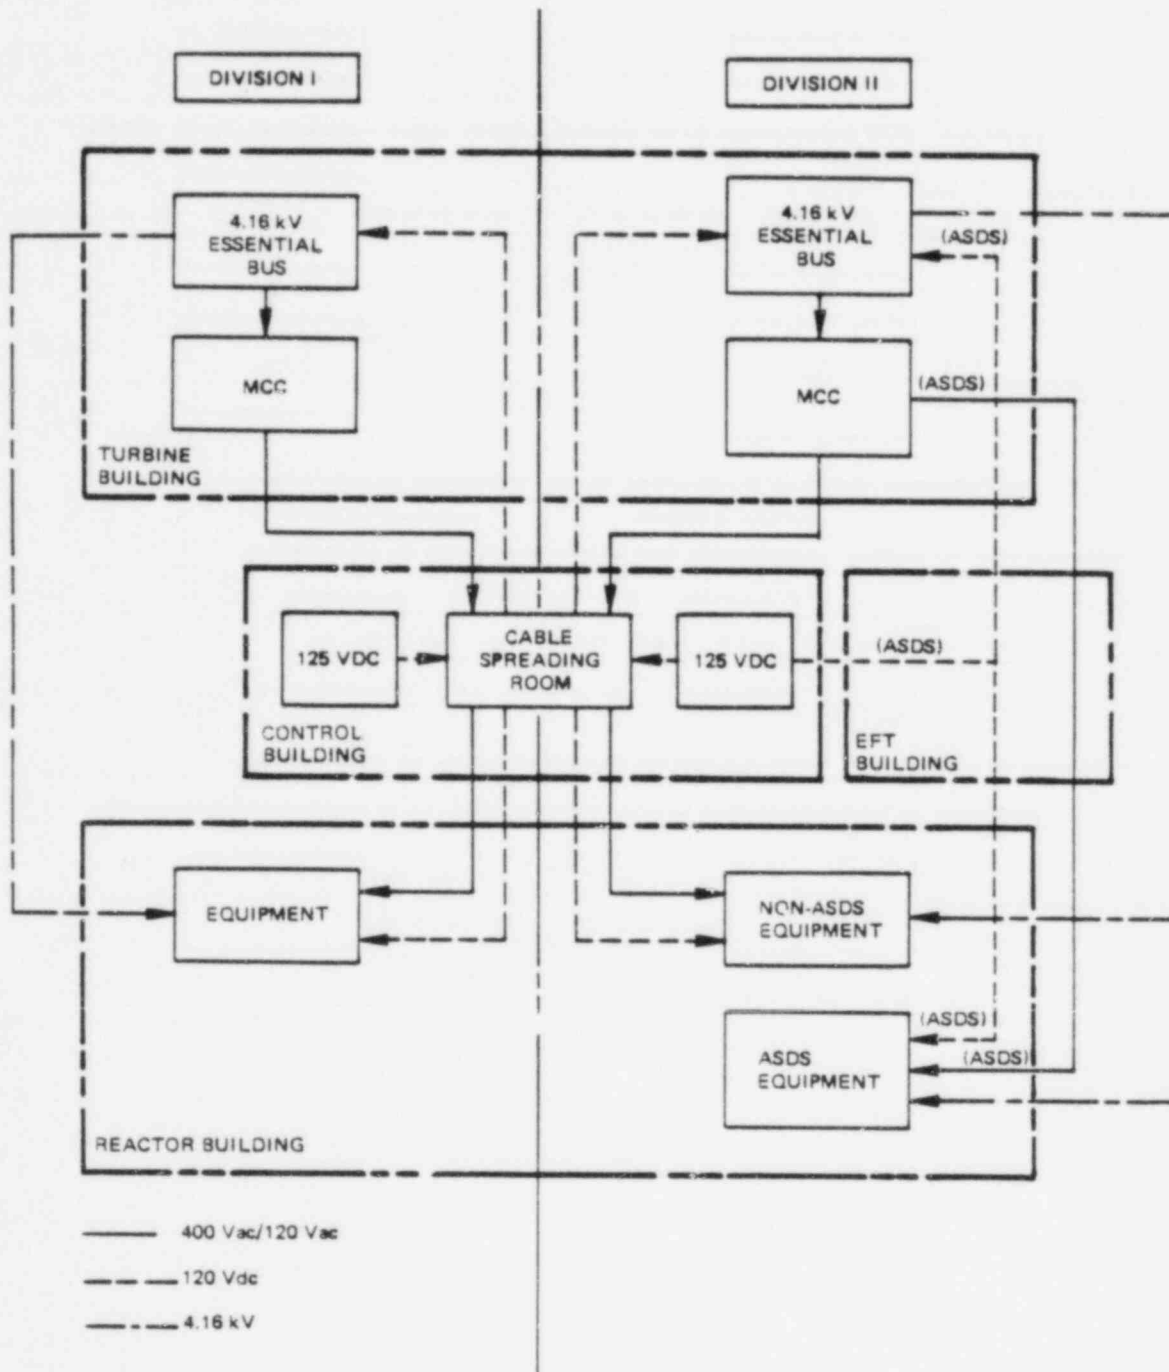 DIVISION I
DIVISION II
4.16 kV
ESSENTIAL
BUS
4.16 kV
ESSENTIAL
BUS
(ASDS)
MCC
MCC
(ASDS)
TURBINE
BUILDING
125 VDC
CABLE
SPREADING
ROOM
125 VDC
(ASDS)
CONTROL
BUILDING
EFT
BUILDING
EQUIPMENT
NON-ASDS
EQUIPMENT
(ASDS)
ASDS
EQUIPMENT
(ASDS)
REACTOR BUILDING
400 Vac/120 Vac
120 Vdc
4.16 kV